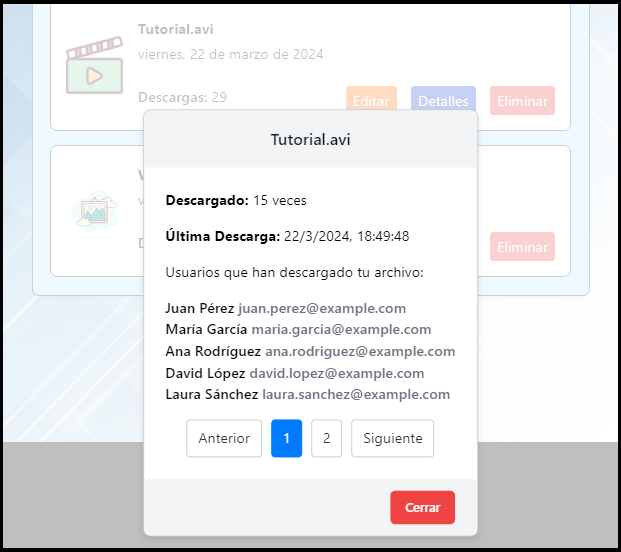 Tutorial.avi
viernes, 22 de marzo de 2024
Descargas: 29
Editar
Detalles
Eliminar
Tutorial.avi
Descargado: 15 veces
Última Descarga: 22/3/2024, 18:49:48
Usuarios que han descargado tu archivo:
Juan Pérez juan.perez@example.com
María García maria.garcia@example.com
Ana Rodríguez ana.rodriguez@example.com
David López david.lopez@example.com
Laura Sánchez laura.sanchez@example.com
Anterior
1
2
Siguiente
Eliminar
Cerrar